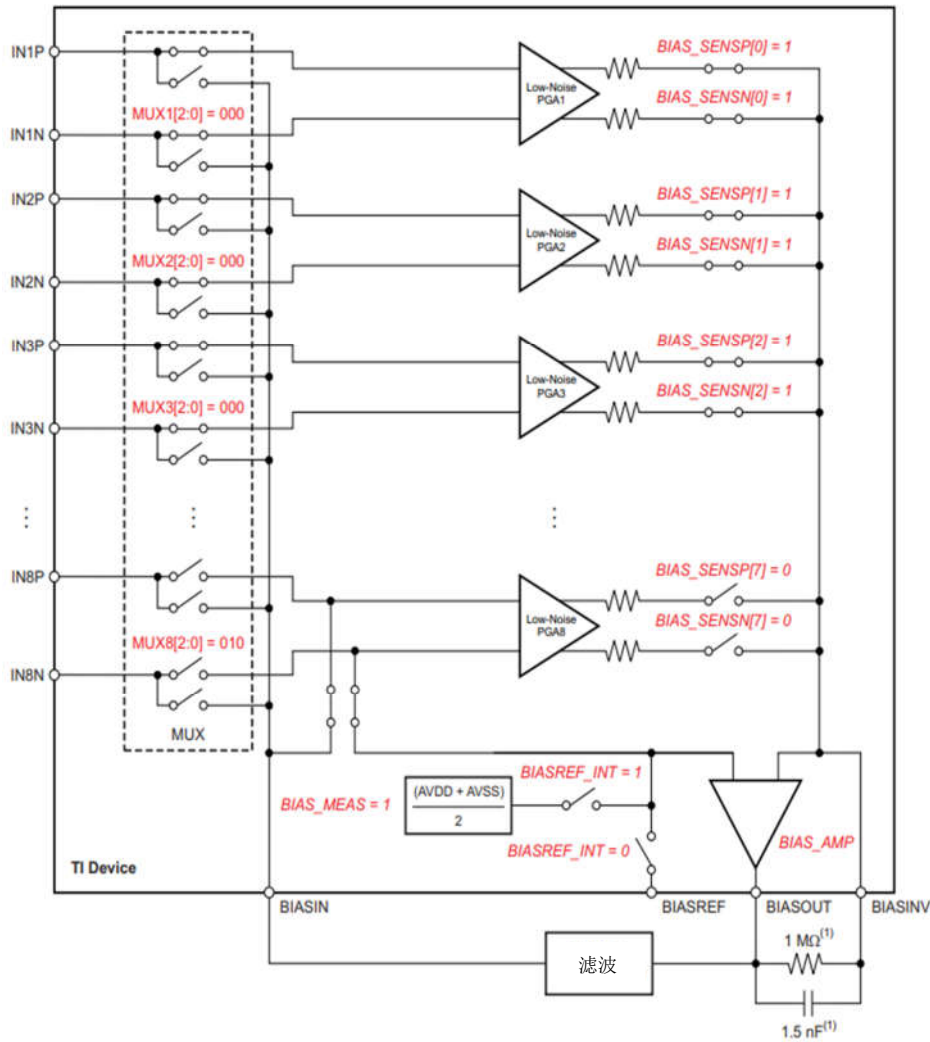 IN1P
BIAS_SENSP[0] = 1
Low-Noise
PGA1
MUX1[2:0] = 000
BIAS_SENSN[0] = 1
IN1N
IN2P
BIAS_SENSP[1] = 1
Low-Noise
PGA2
MUX2[2:0] = 000
BIAS_SENSN[1] = 1
IN2N
IN3P
BIAS_SENSP[2] = 1
Low-Noise
PGA3
MUX3[2:0] = 000
BIAS_SENSN[2] = 1
IN3N
IN8P
BIAS_SENSP[7] = 0
Low-Noise
PGA8
MUX8[2:0] = 010
BIAS_SENSN[7] = 0
IN8N
MUX
BIAS_MEAS = 1
(AVDD + AVSS)
2
BIASREF_INT = 1
BIASREF_INT = 0
BIAS_AMP
TI Device
BIASIN
BIASREF
BIASOUT
BIASINV
滤波
1 MΩ(1)
1.5 nF(1)